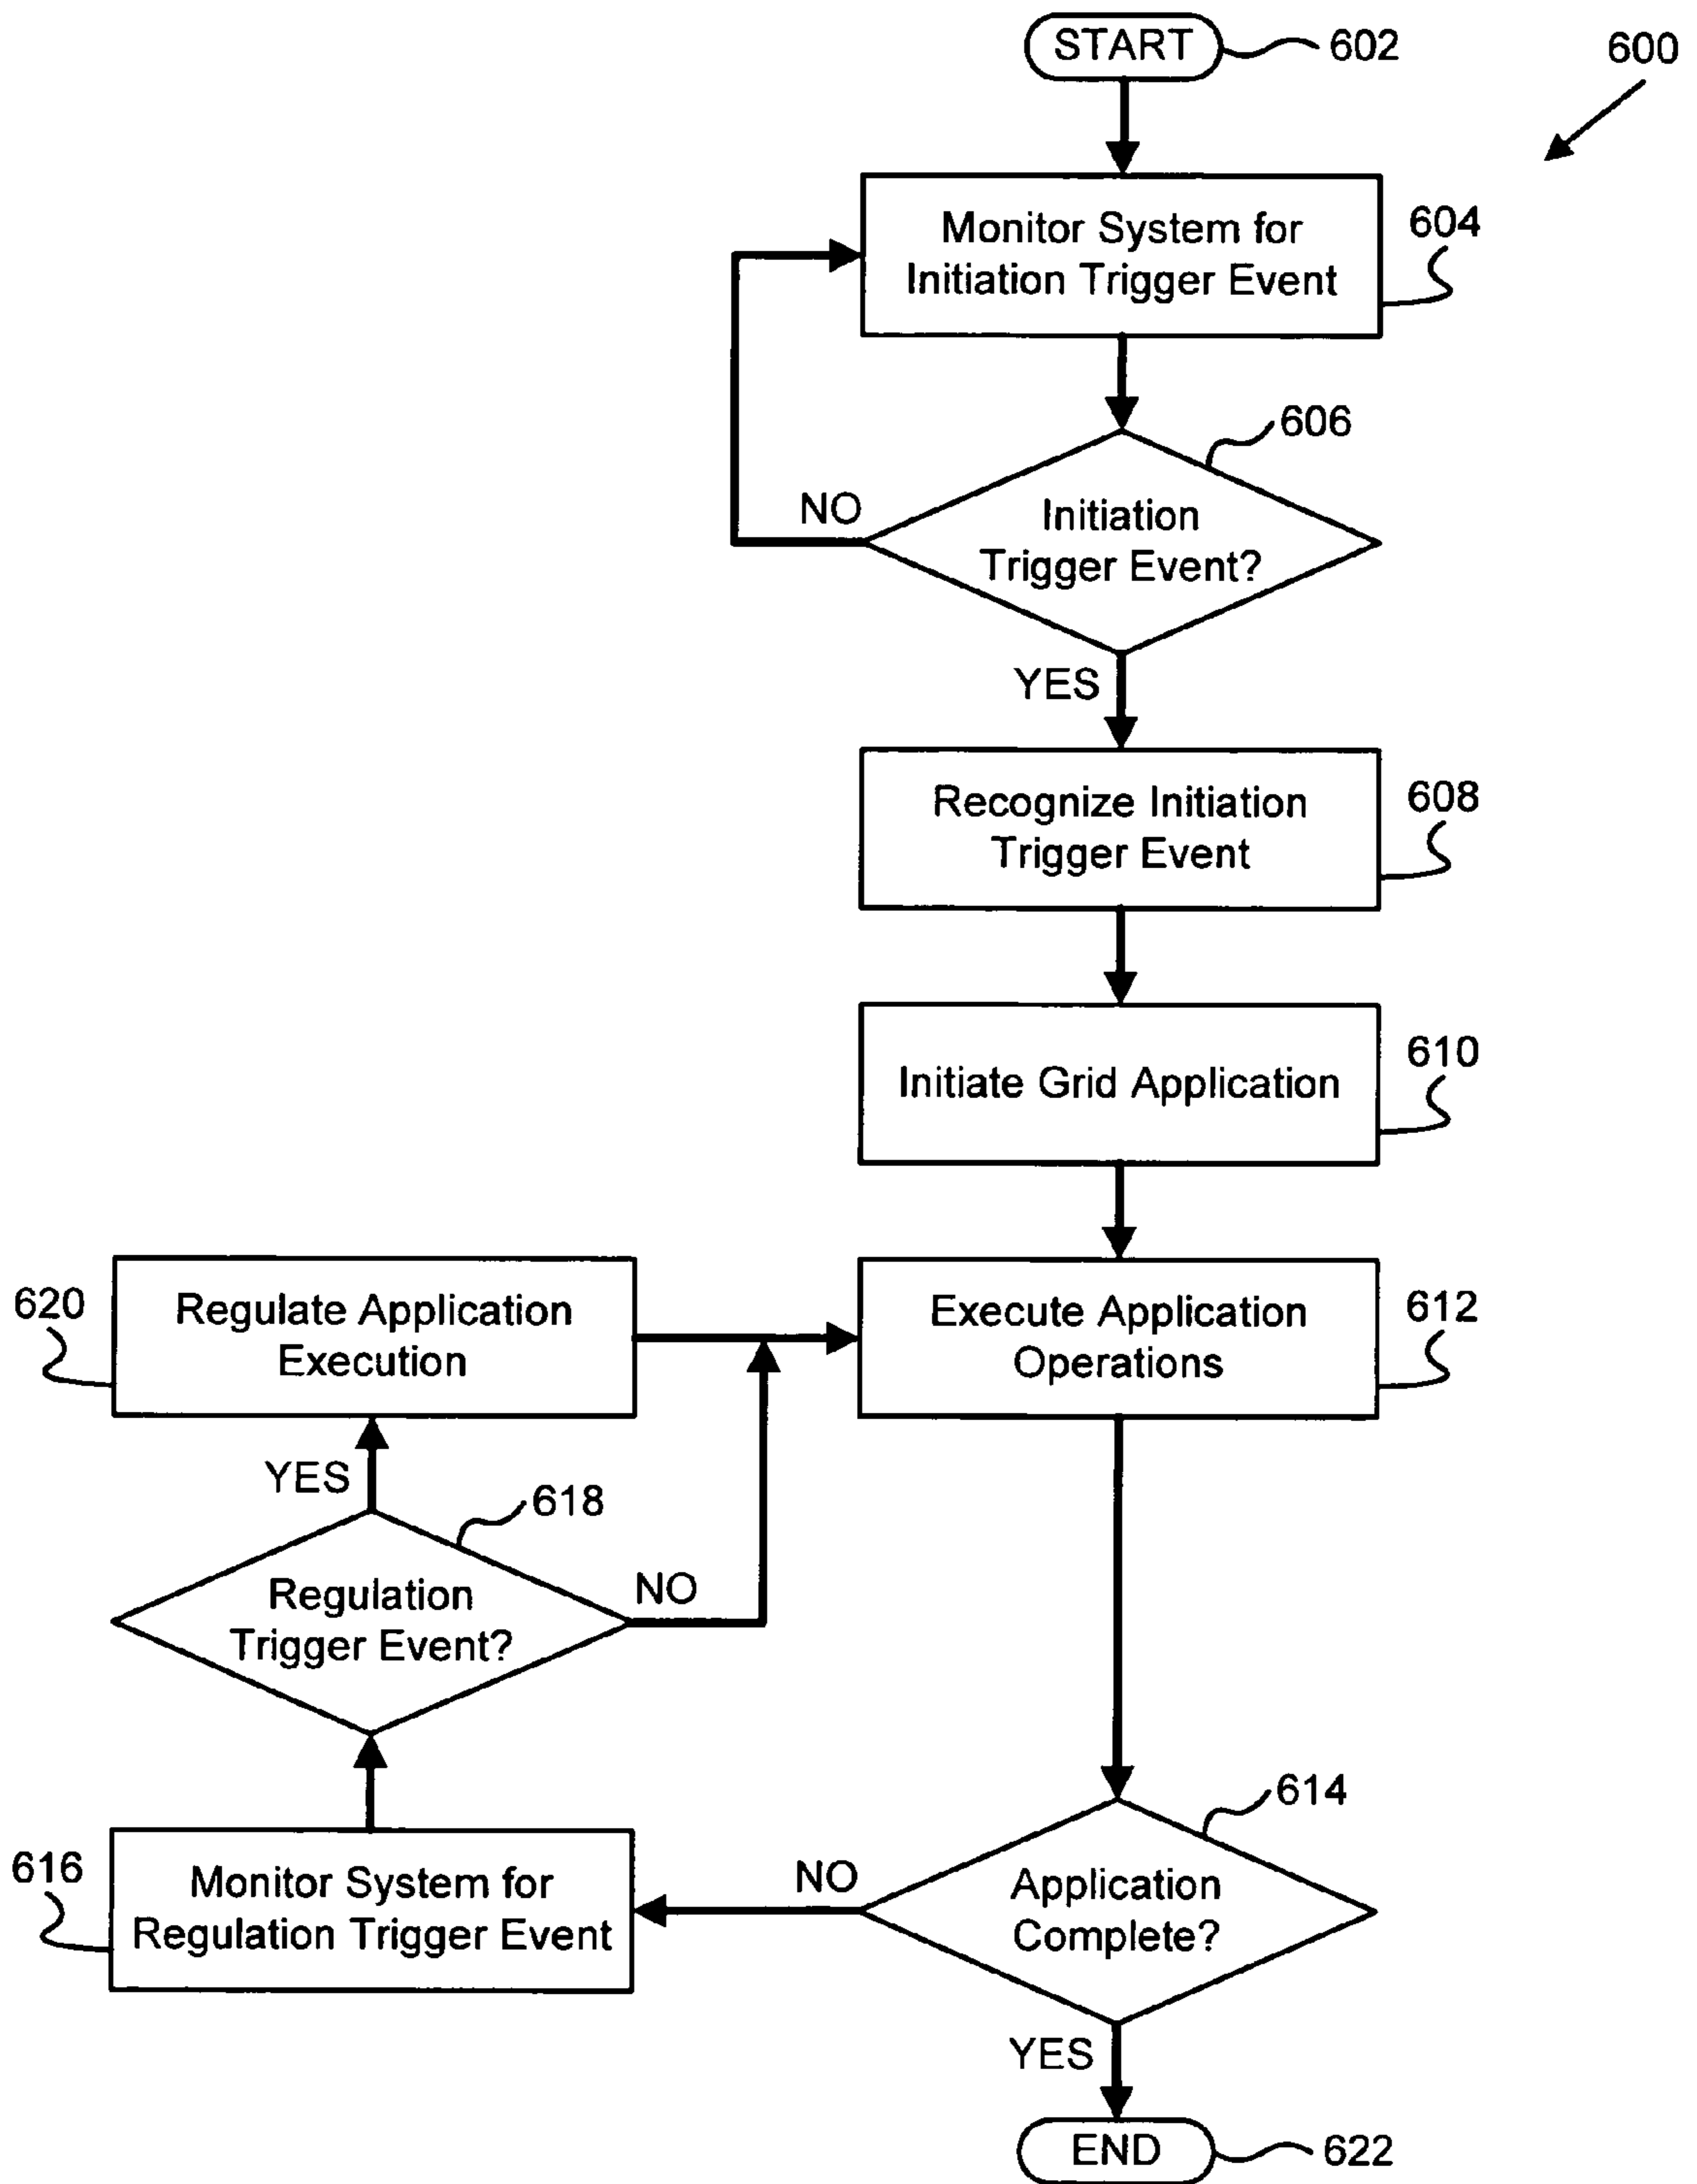 START
602
600
Monitor System for
Initiation Trigger Event
604
606
NO
Initiation
Trigger Event?
YES
Recognize Initiation
Trigger Event
608
Initiate Grid Application
610
620
Regulate Application
Execution
Execute Application
Operations
612
YES
618
Regulation
Trigger Event?
NO
614
616
Monitor System for
Regulation Trigger Event
NO
Application
Complete?
YES
END
622